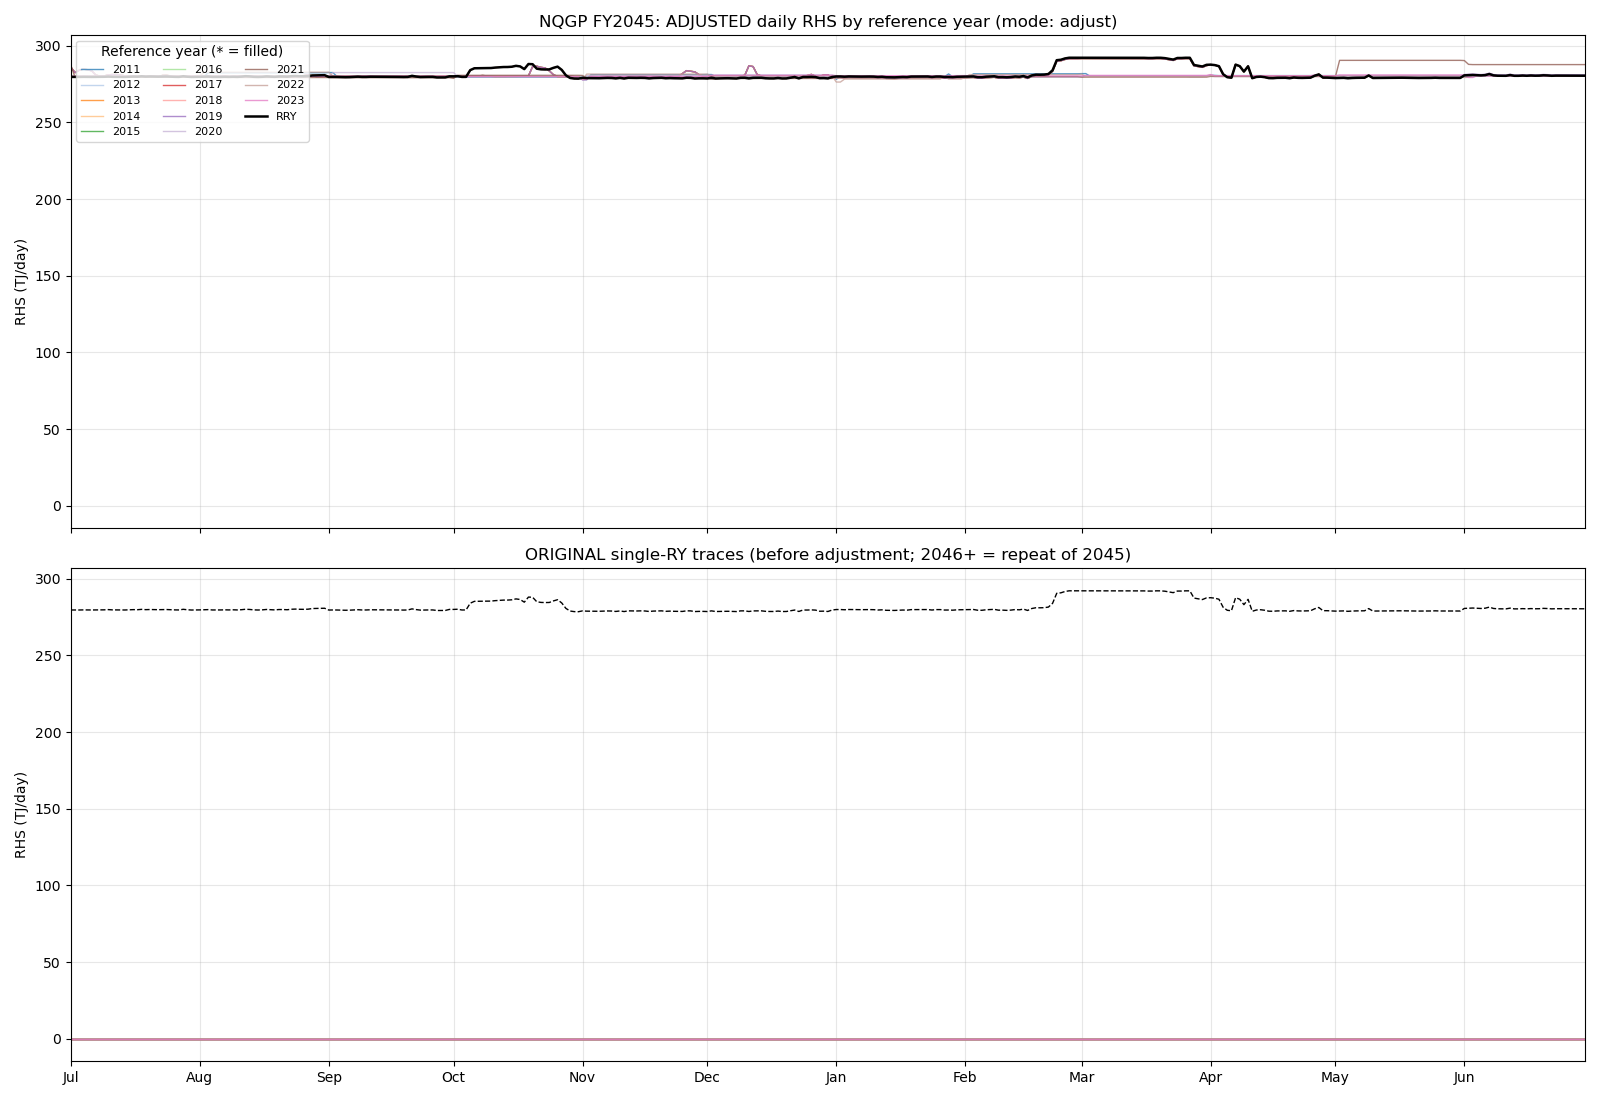 NQGP FY2045: ADJUSTED daily RHS by reference year (mode: adjust)
RHS (TJ/day)
300
250
200
150
100
50
0
Reference year (* = filled)
2011 2016 2021
2012 2017 2022
2013 2018 2023
2014 2019 RRY
2015 2020
ORIGINAL single-RY traces (before adjustment; 2046+ = repeat of 2045)
RHS (TJ/day)
300
250
200
150
100
50
0
Jul Aug Sep Oct Nov Dec Jan Feb Mar Apr May Jun